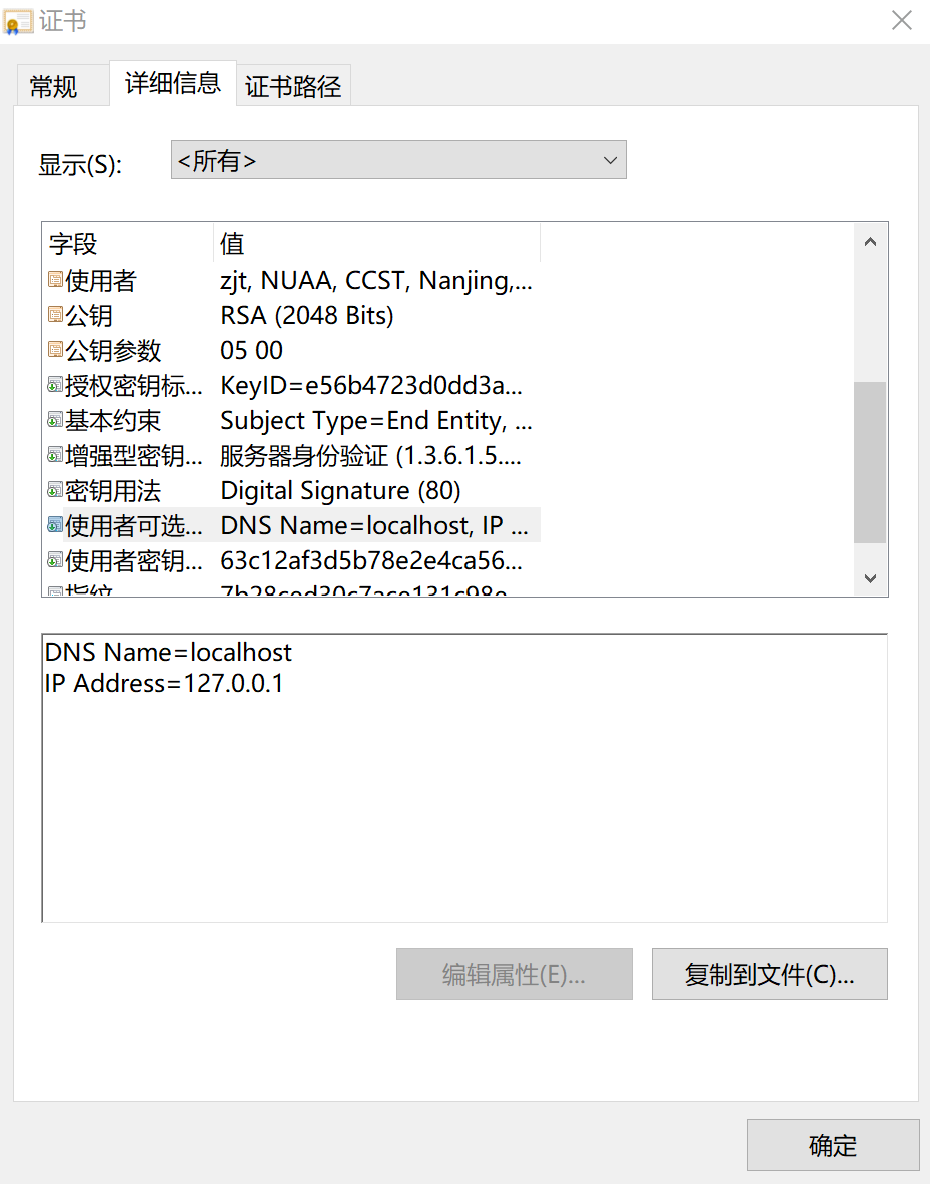 证书
常规
详细信息
证书路径
显示(S):
<所有>
字段 值
使用者 zjt, NUAA, CCST, Nanjing,...
公钥 RSA (2048 Bits)
公钥参数 05 00
授权密钥标... KeyID=e56b4723d0dd3a...
基本约束 Subject Type=End Entity, ...
增强型密钥... 服务器身份验证 (1.3.6.1.5....
密钥用法 Digital Signature (80)
使用者可选... DNS Name=localhost, IP ...
使用者密钥... 63c12af3d5b78e2e4ca56...
指纹 7b28ced30c7ace131c98e
DNS Name=localhost
IP Address=127.0.0.1
编辑属性(E)...
复制到文件(C)...
确定